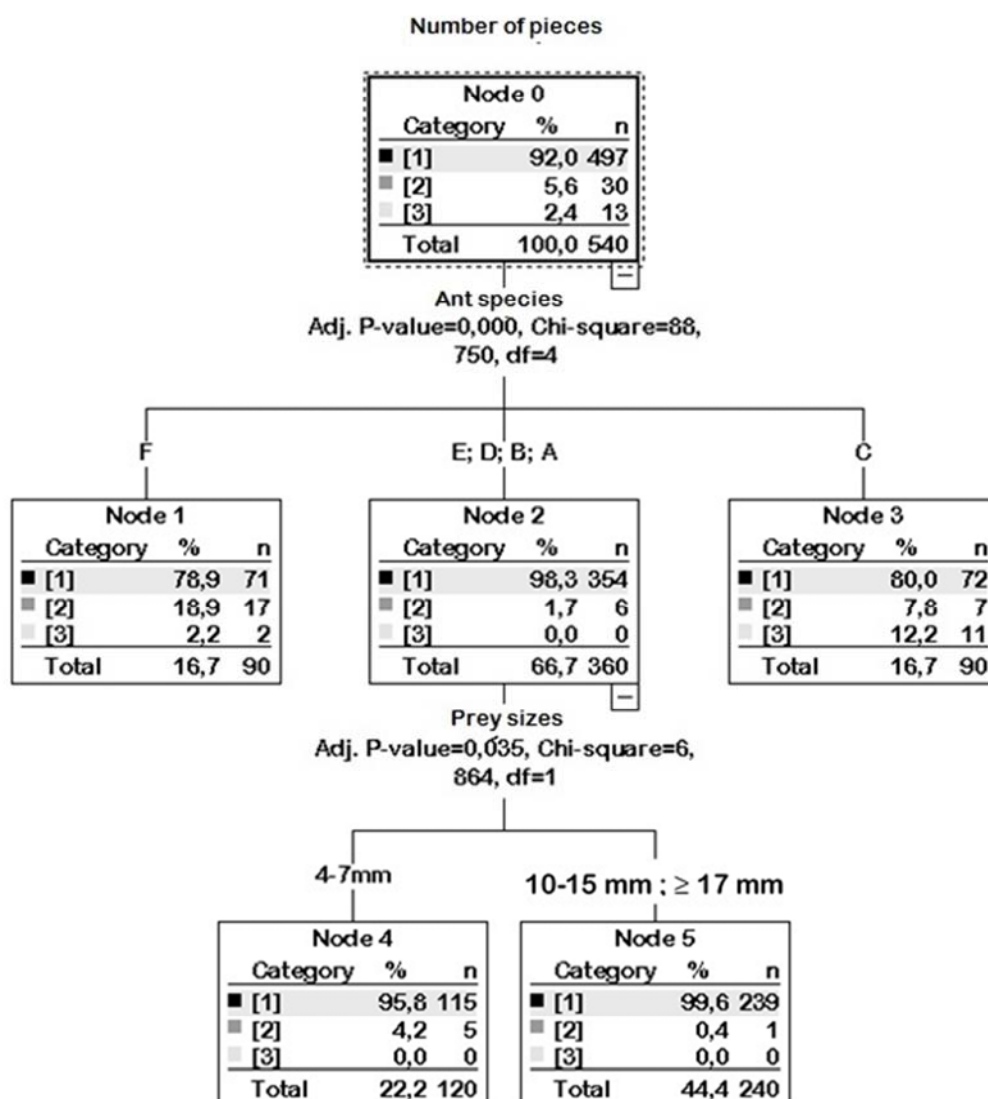 Number of pieces
Node 0
Category % n
[1] 92,0 497
[2] 5,6 30
[3] 2,4 13
Total 100,0 540
Ant species
Adj. P-value=0,000, Chi-square=88,
750, df=4
F
E; D; B; A
C
Node 1
Category % n
[1] 78,9 71
[2] 18,9 17
[3] 2,2 2
Total 16,7 90
Node 2
Category % n
[1] 98,3 354
[2] 1,7 6
[3] 0,0 0
Total 66,7 360
Node 3
Category % n
[1] 80,0 72
[2] 7,8 7
[3] 12,2 11
Total 16,7 90
Prey sizes
Adj. P-value=0,035, Chi-square=6,
864, df=1
4-7mm
10-15 mm ; ≥ 17 mm
Node 4
Category % n
[1] 95,8 115
[2] 4,2 5
[3] 0,0 0
Total 22,2 120
Node 5
Category % n
[1] 99,6 239
[2] 0,4 1
[3] 0,0 0
Total 44,4 240